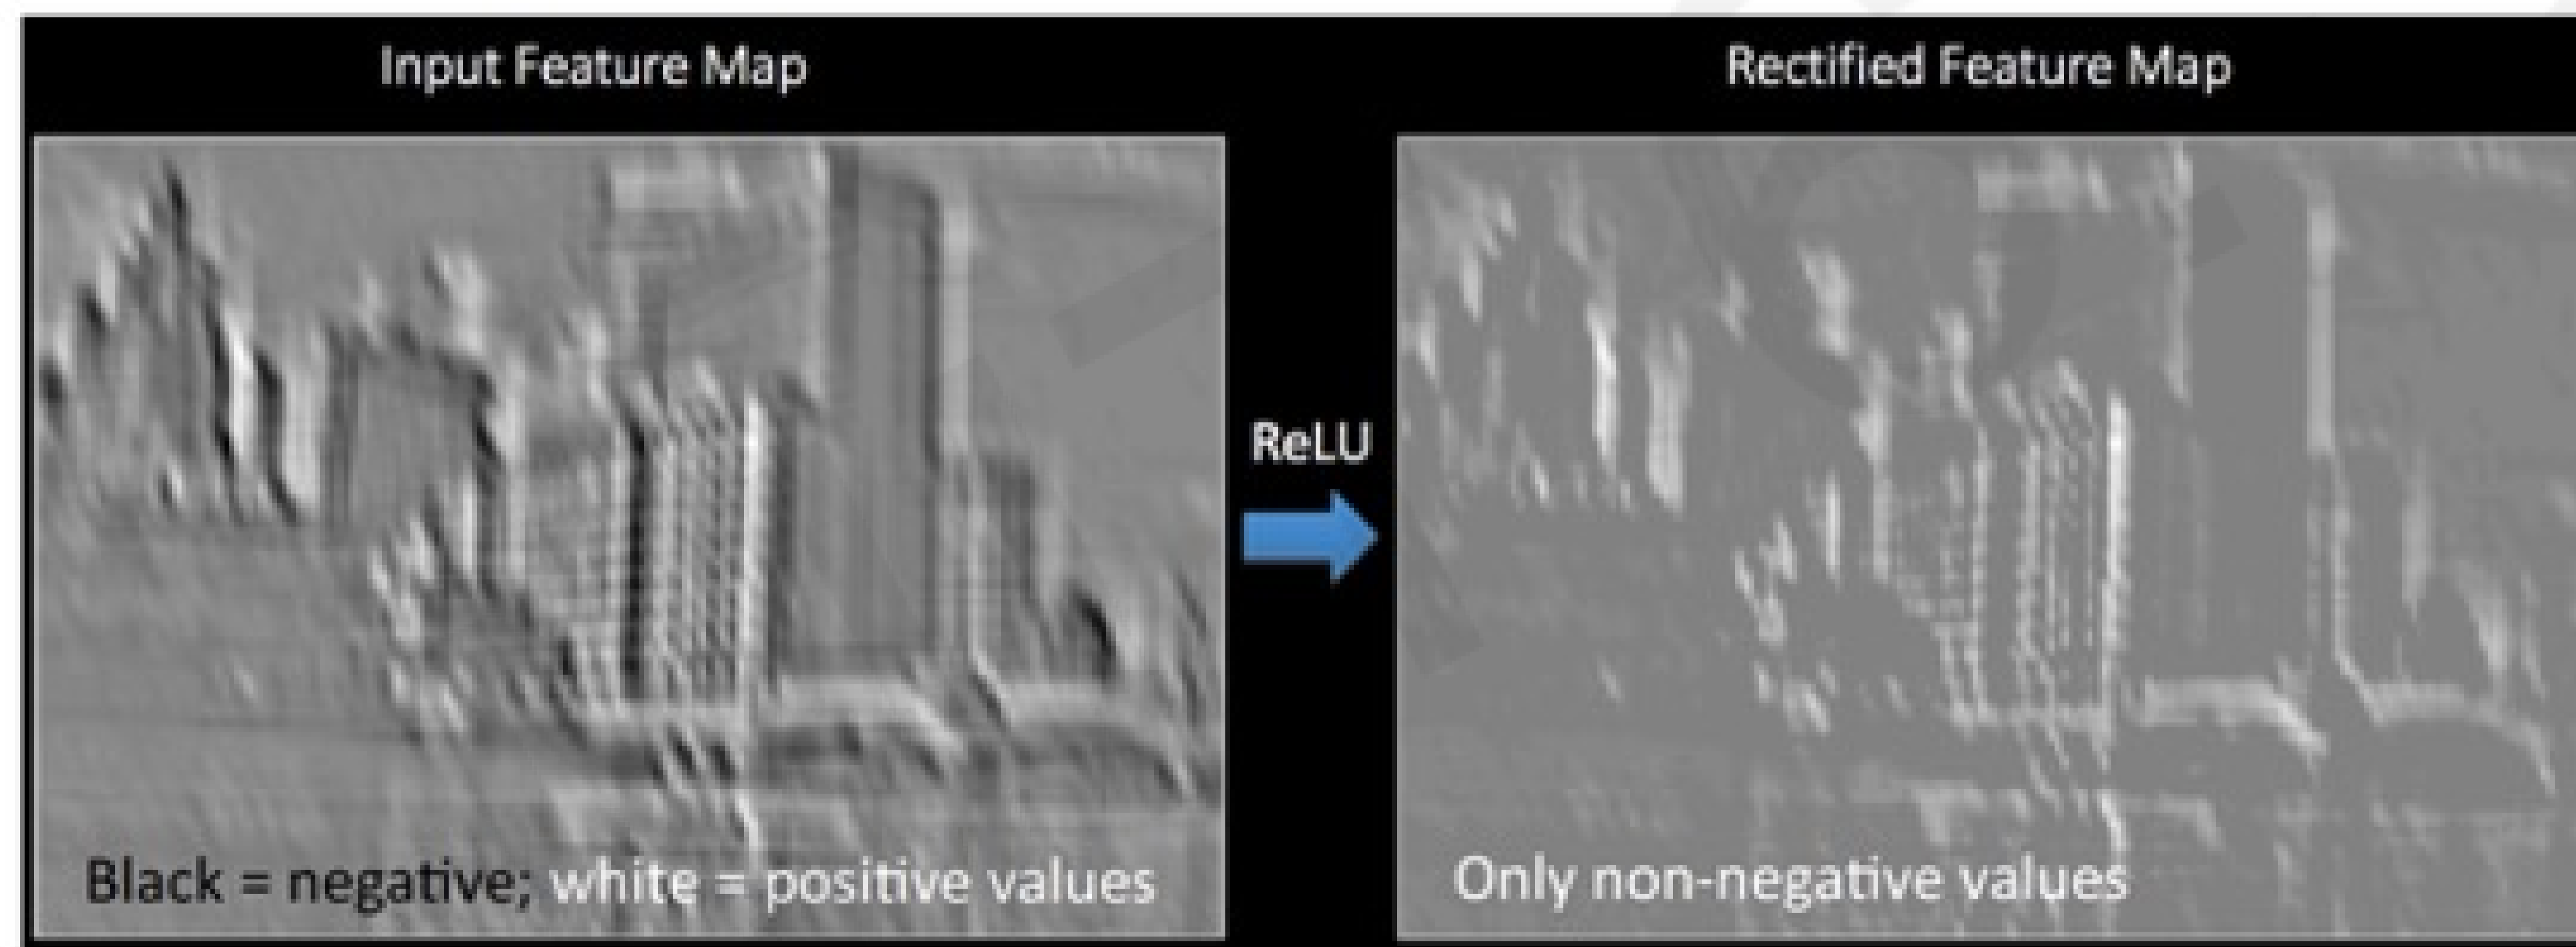 Input Feature Map
Rectified Feature Map
ReLU
Black = negative; white = positive values
Only non-negative values